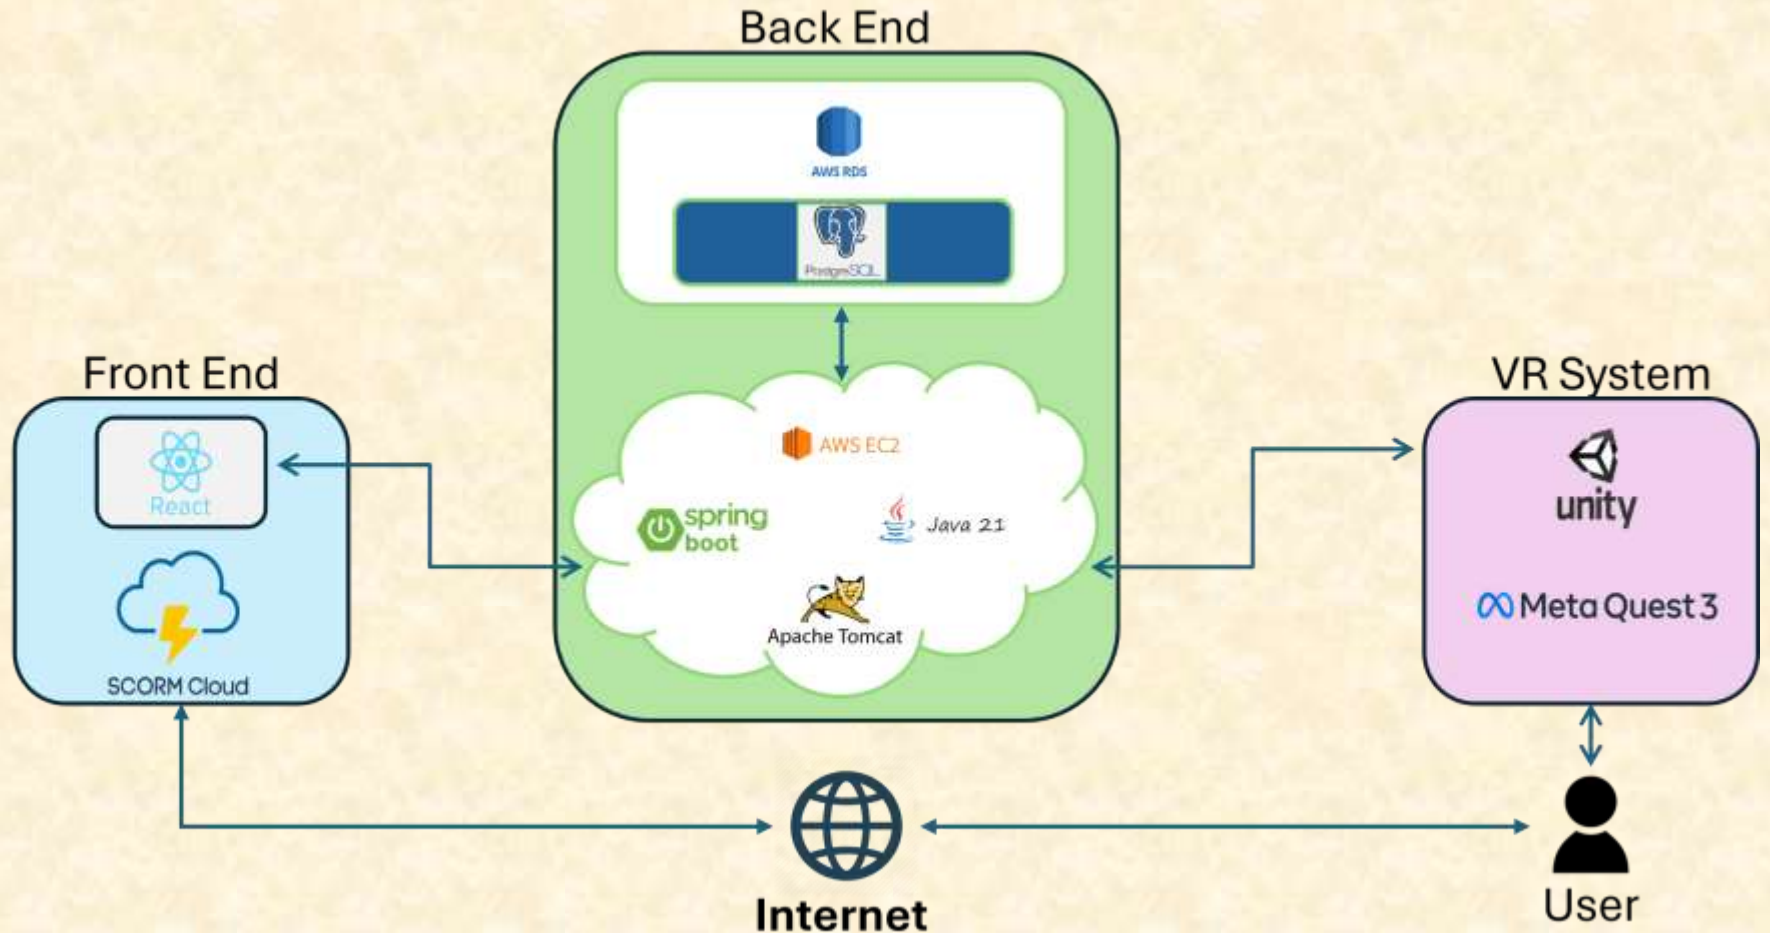 Back End
AWS RDS
PostgreSQL
Front End
React
SCORM Cloud
AWS EC2
spring
boot
Java 21
Apache Tomcat
VR System
unity
Meta Quest 3
Internet
User